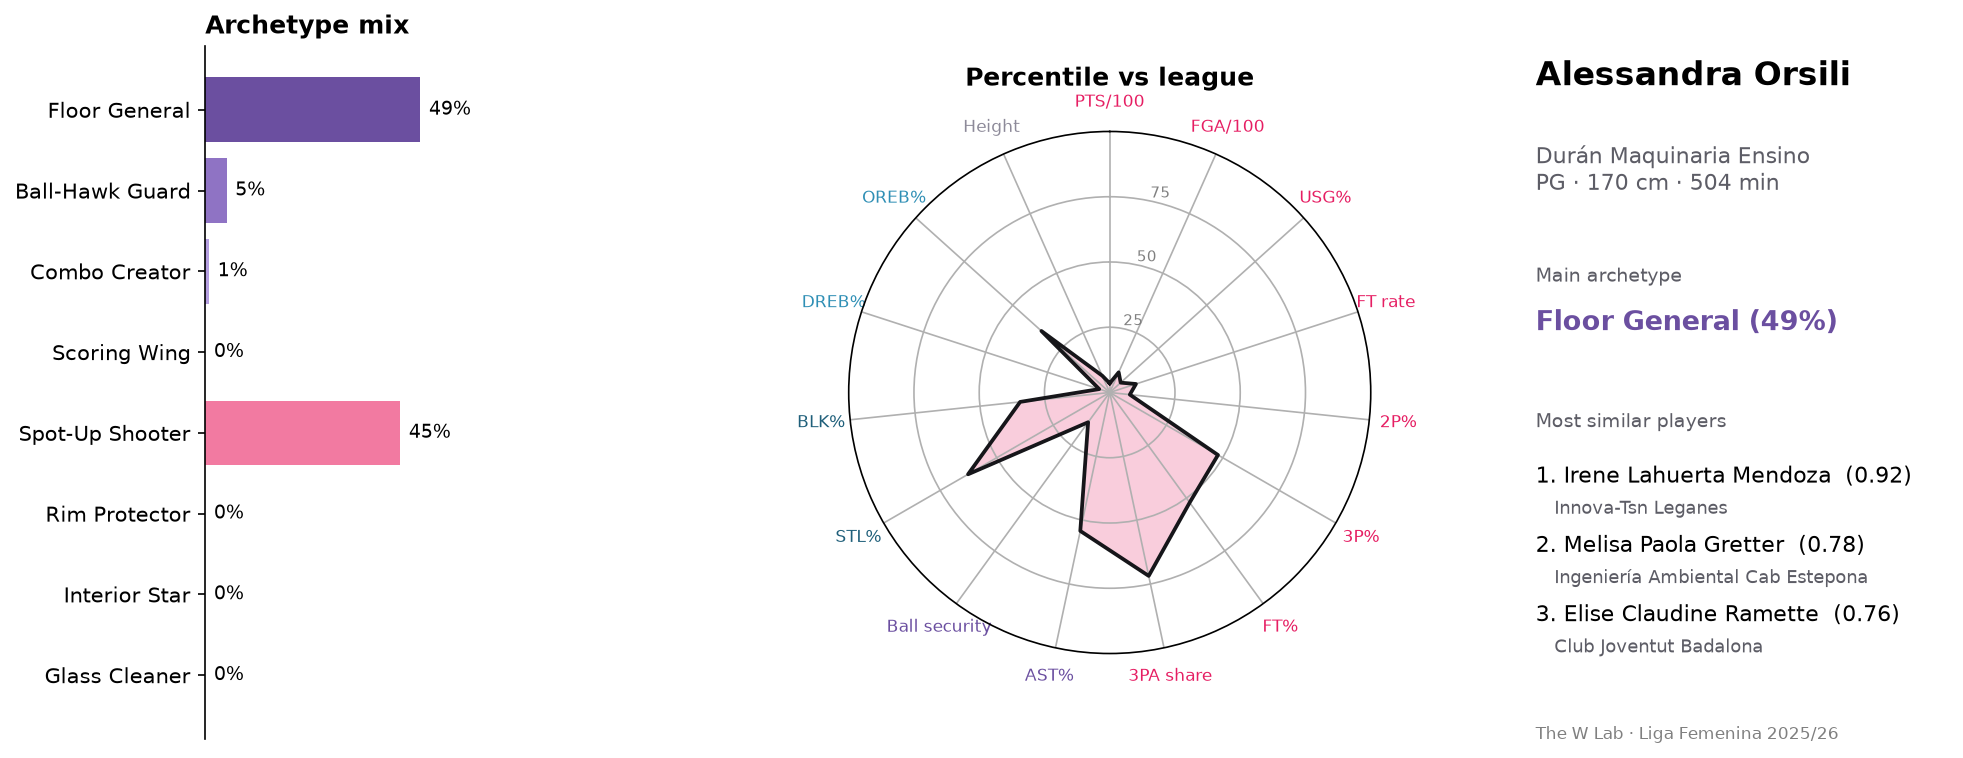 Archetype mix
Floor General
49%
Ball-Hawk Guard
5%
Combo Creator
1%
Scoring Wing
0%
Spot-Up Shooter
45%
Rim Protector
0%
Interior Star
0%
Glass Cleaner
0%
Percentile vs league
PTS/100
FGA/100
USG%
FT rate
2P%
3P%
FT%
3PA share
AST%
Ball security
STL%
BLK%
DREB%
OREB%
Height
75
50
25
Alessandra Orsili
Durán Maquinaria Ensino
PG · 170 cm · 504 min
Main archetype
Floor General (49%)
Most similar players
1. Irene Lahuerta Mendoza (0.92)
Innova-Tsn Leganes
2. Melisa Paola Gretter (0.78)
Ingeniería Ambiental Cab Estepona
3. Elise Claudine Ramette (0.76)
Club Joventut Badalona
The W Lab · Liga Femenina 2025/26